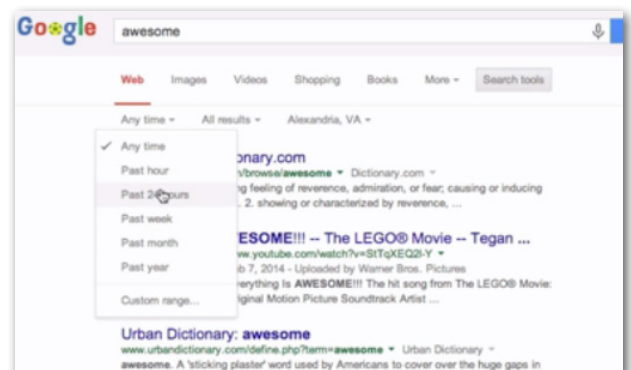 Google
awesome
Web Images Videos Shopping Books More Search tools
Any time All results Alexandria, VA
Any time
Past hour
Past 24 hours
Past week
Past month
Past year
Custom range...
onary.com
n/browse/awesome Dictionary.com
ng feeling of reverence, admiration, or fear; causing or inducing
. 2. showing or characterized by reverence, ...
ESOME!!! -- The LEGO® Movie -- Tegan ...
ww.youtube.com/watch?v=StTqXEQ2l-Y
b 7, 2014 - Uploaded by Warner Bros. Pictures
erything Is AWESOME!!! The hit song from The LEGO® Movie:
iginal Motion Picture Soundtrack Artist ...
Urban Dictionary: awesome
www.urbandictionary.com/define.php?term=awesome Urban Dictionary
awesome. A 'sticking plaster' word used by Americans to cover over the huge gaps in